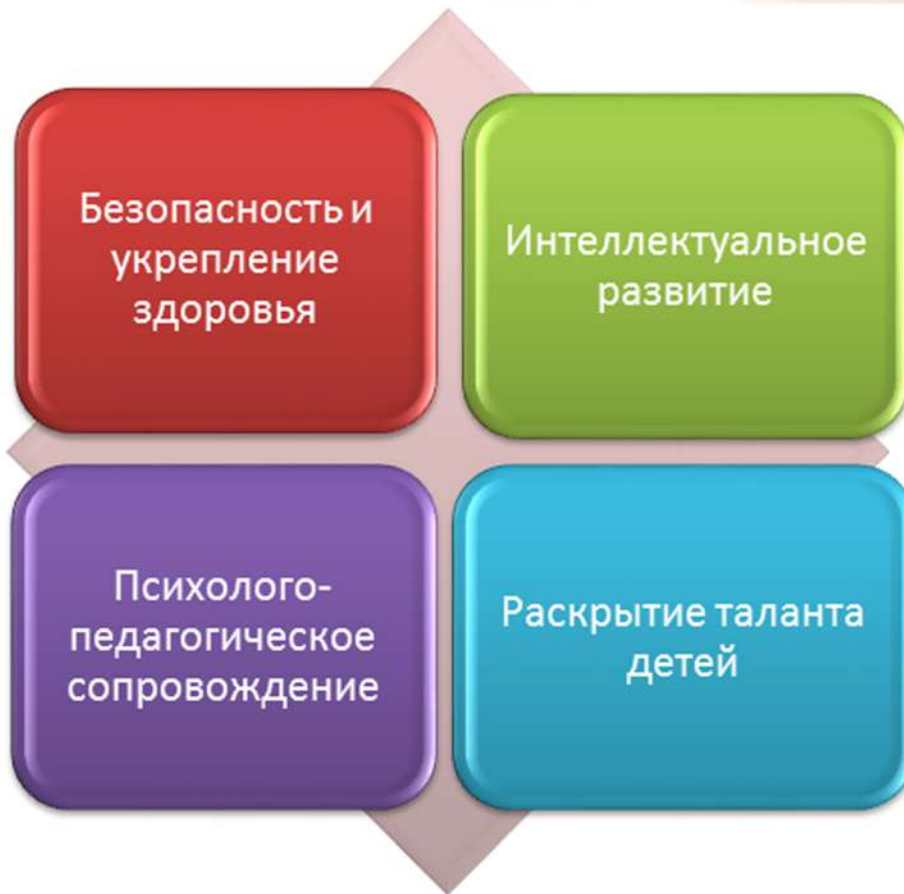 Безопасность и
укрепление
здоровья
Интеллектуальное
развитие
Психолого-
педагогическое
сопровождение
Раскрытие таланта
детей